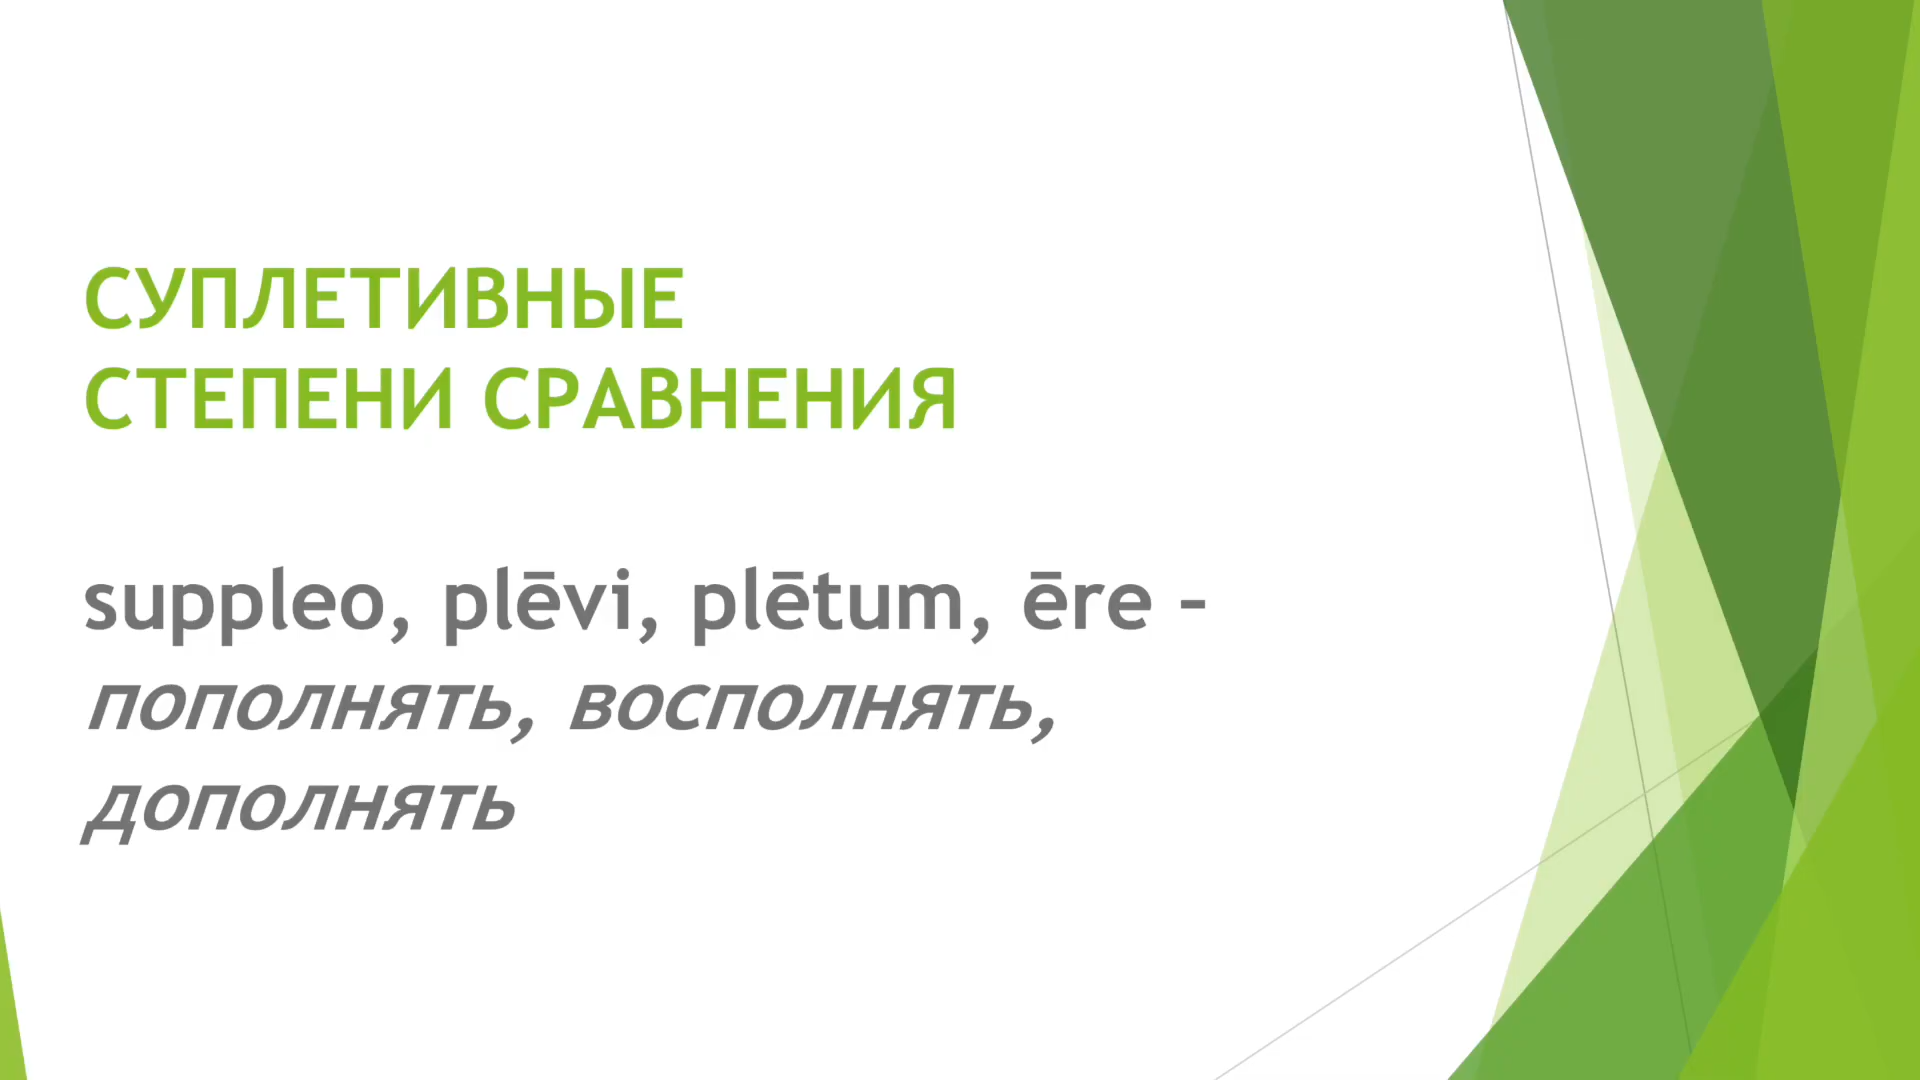 СУПЛЕТИВНЫЕ
СТЕПЕНИ СРАВНЕНИЯ
suppleo, plēvi, plētum, ēre –
пополнять, восполнять,
дополнять